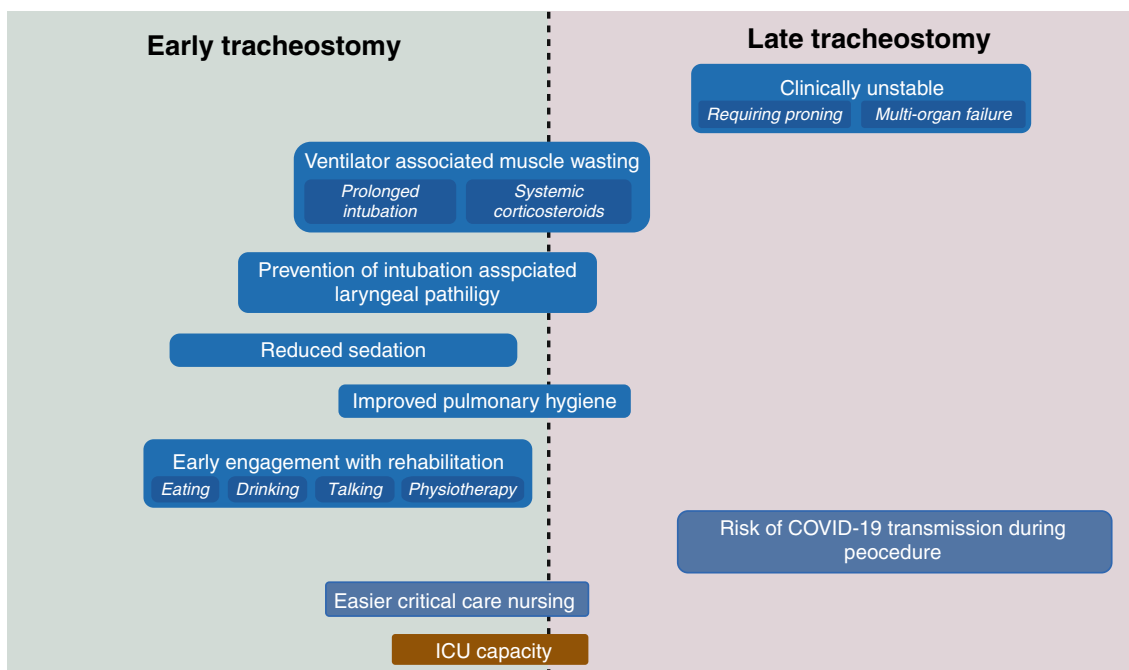 Early tracheostomy
Late tracheostomy
Clinically unstable
Requiring proning
Multi-organ failure
Ventilator associated muscle wasting
Prolonged
intubation
Systemic
corticosteroids
Prevention of intubation asspciated
laryngeal pathiligy
Reduced sedation
Improved pulmonary hygiene
Early engagement with rehabilitation
Eating
Drinking
Talking
Physiotherapy
Risk of COVID-19 transmission during
peocedure
Easier critical care nursing
ICU capacity